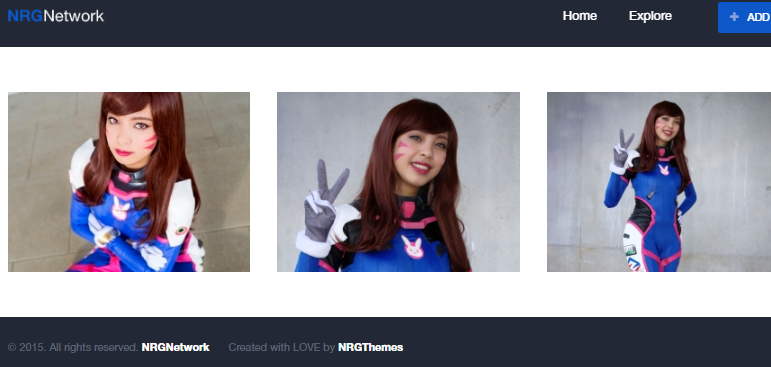 NRGNetwork
Home Explore + ADD
© 2015. All rights reserved. NRGNetwork Created with LOVE by NRGThemes